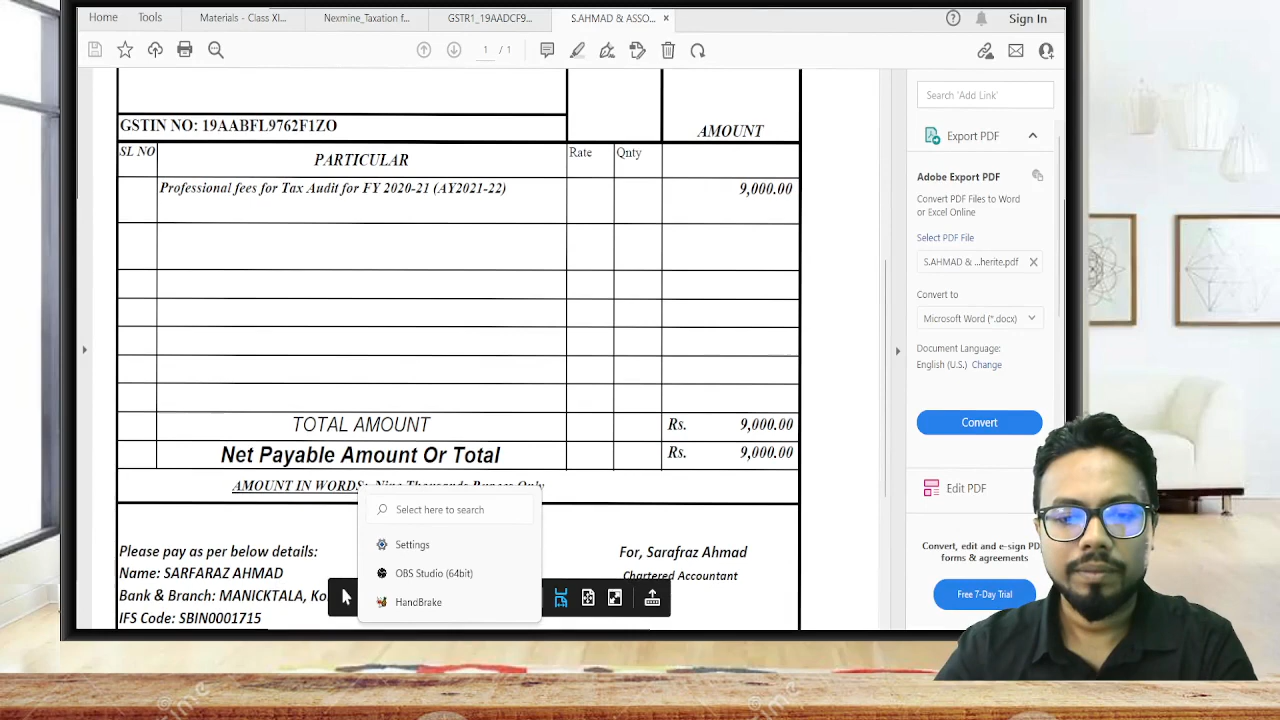 Home Tools Materials - Class XI... Nexmine_Taxation f... GSTR1_19AADCF9... S.AHMAD & ASSO... × Sign In
1 / 1
GSTIN NO: 19AABFL9762F1ZO
AMOUNT
SL NO PARTICULAR Rate Qnty
Professional fees for Tax Audit for FY 2020-21 (AY2021-22) 9,000.00
TOTAL AMOUNT Rs. 9,000.00
Net Payable Amount Or Total Rs. 9,000.00
AMOUNT IN WORDS: Nine Thousands Rupees Only
Please pay as per below details:
Name: SARFARAZ AHMAD
Bank & Branch: MANICKTALA, Ko
IFS Code: SBIN0001715
For, Sarafraz Ahmad
Chartered Accountant
Select here to search
Settings
OBS Studio (64bit)
HandBrake
Search 'Add Link'
Export PDF
Adobe Export PDF
Convert PDF Files to Word
or Excel Online
Select PDF File
S.AHMAD & ...herite.pdf
Convert to
Microsoft Word (*.docx)
Document Language:
English (U.S.) Change
Convert
Edit PDF
Convert, edit and e-sign PD
forms & agreements
Free 7-Day Trial